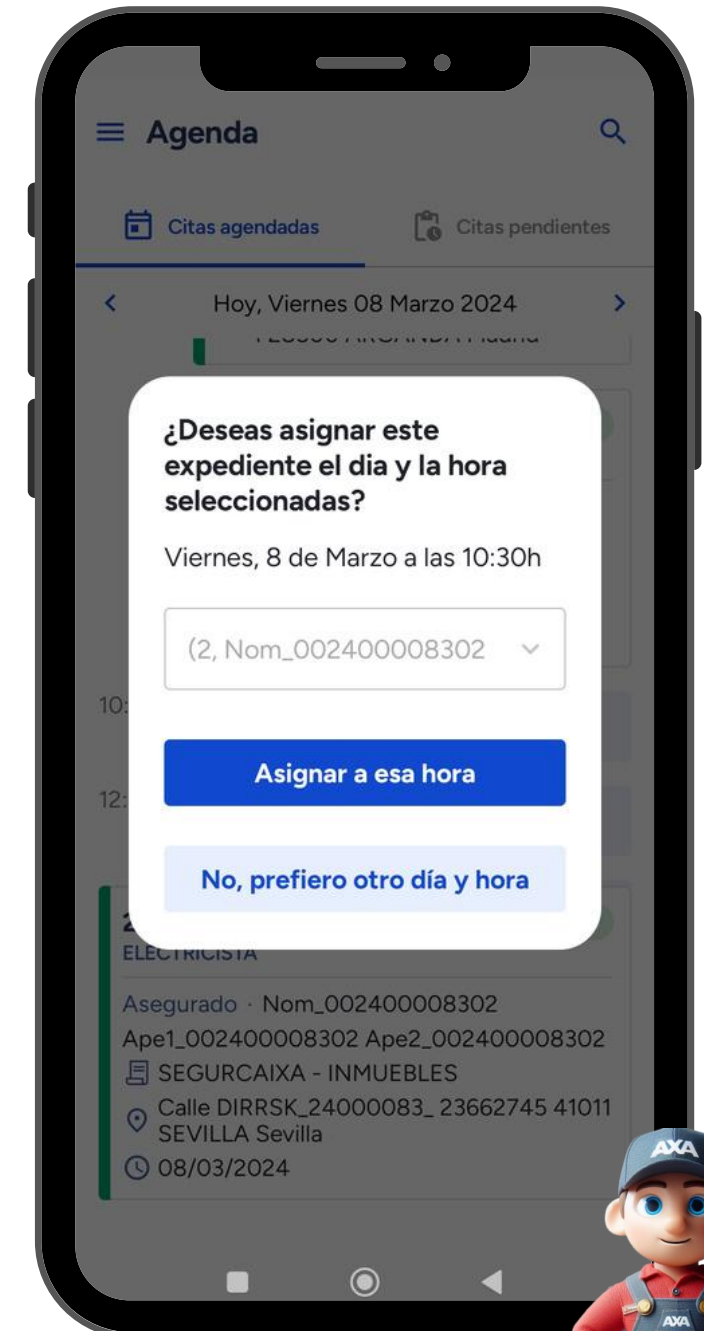 Agenda
Citas agendadas
Citas pendientes
Hoy, Viernes 08 Marzo 2024
¿Deseas asignar este
expediente el dia y la hora
seleccionadas?
Viernes, 8 de Marzo a las 10:30h
(2, Nom_002400008302
10:
Asignar a esa hora
12:
No, prefiero otro día y hora
ELECTRICISTA
Asegurado · Nom_002400008302
Ape1_002400008302 Ape2_002400008302
SEGURCAIXA - INMUEBLES
Calle DIRRSK_24000083_ 23662745 41011
SEVILLA Sevilla
08/03/2024
AXA
AXA